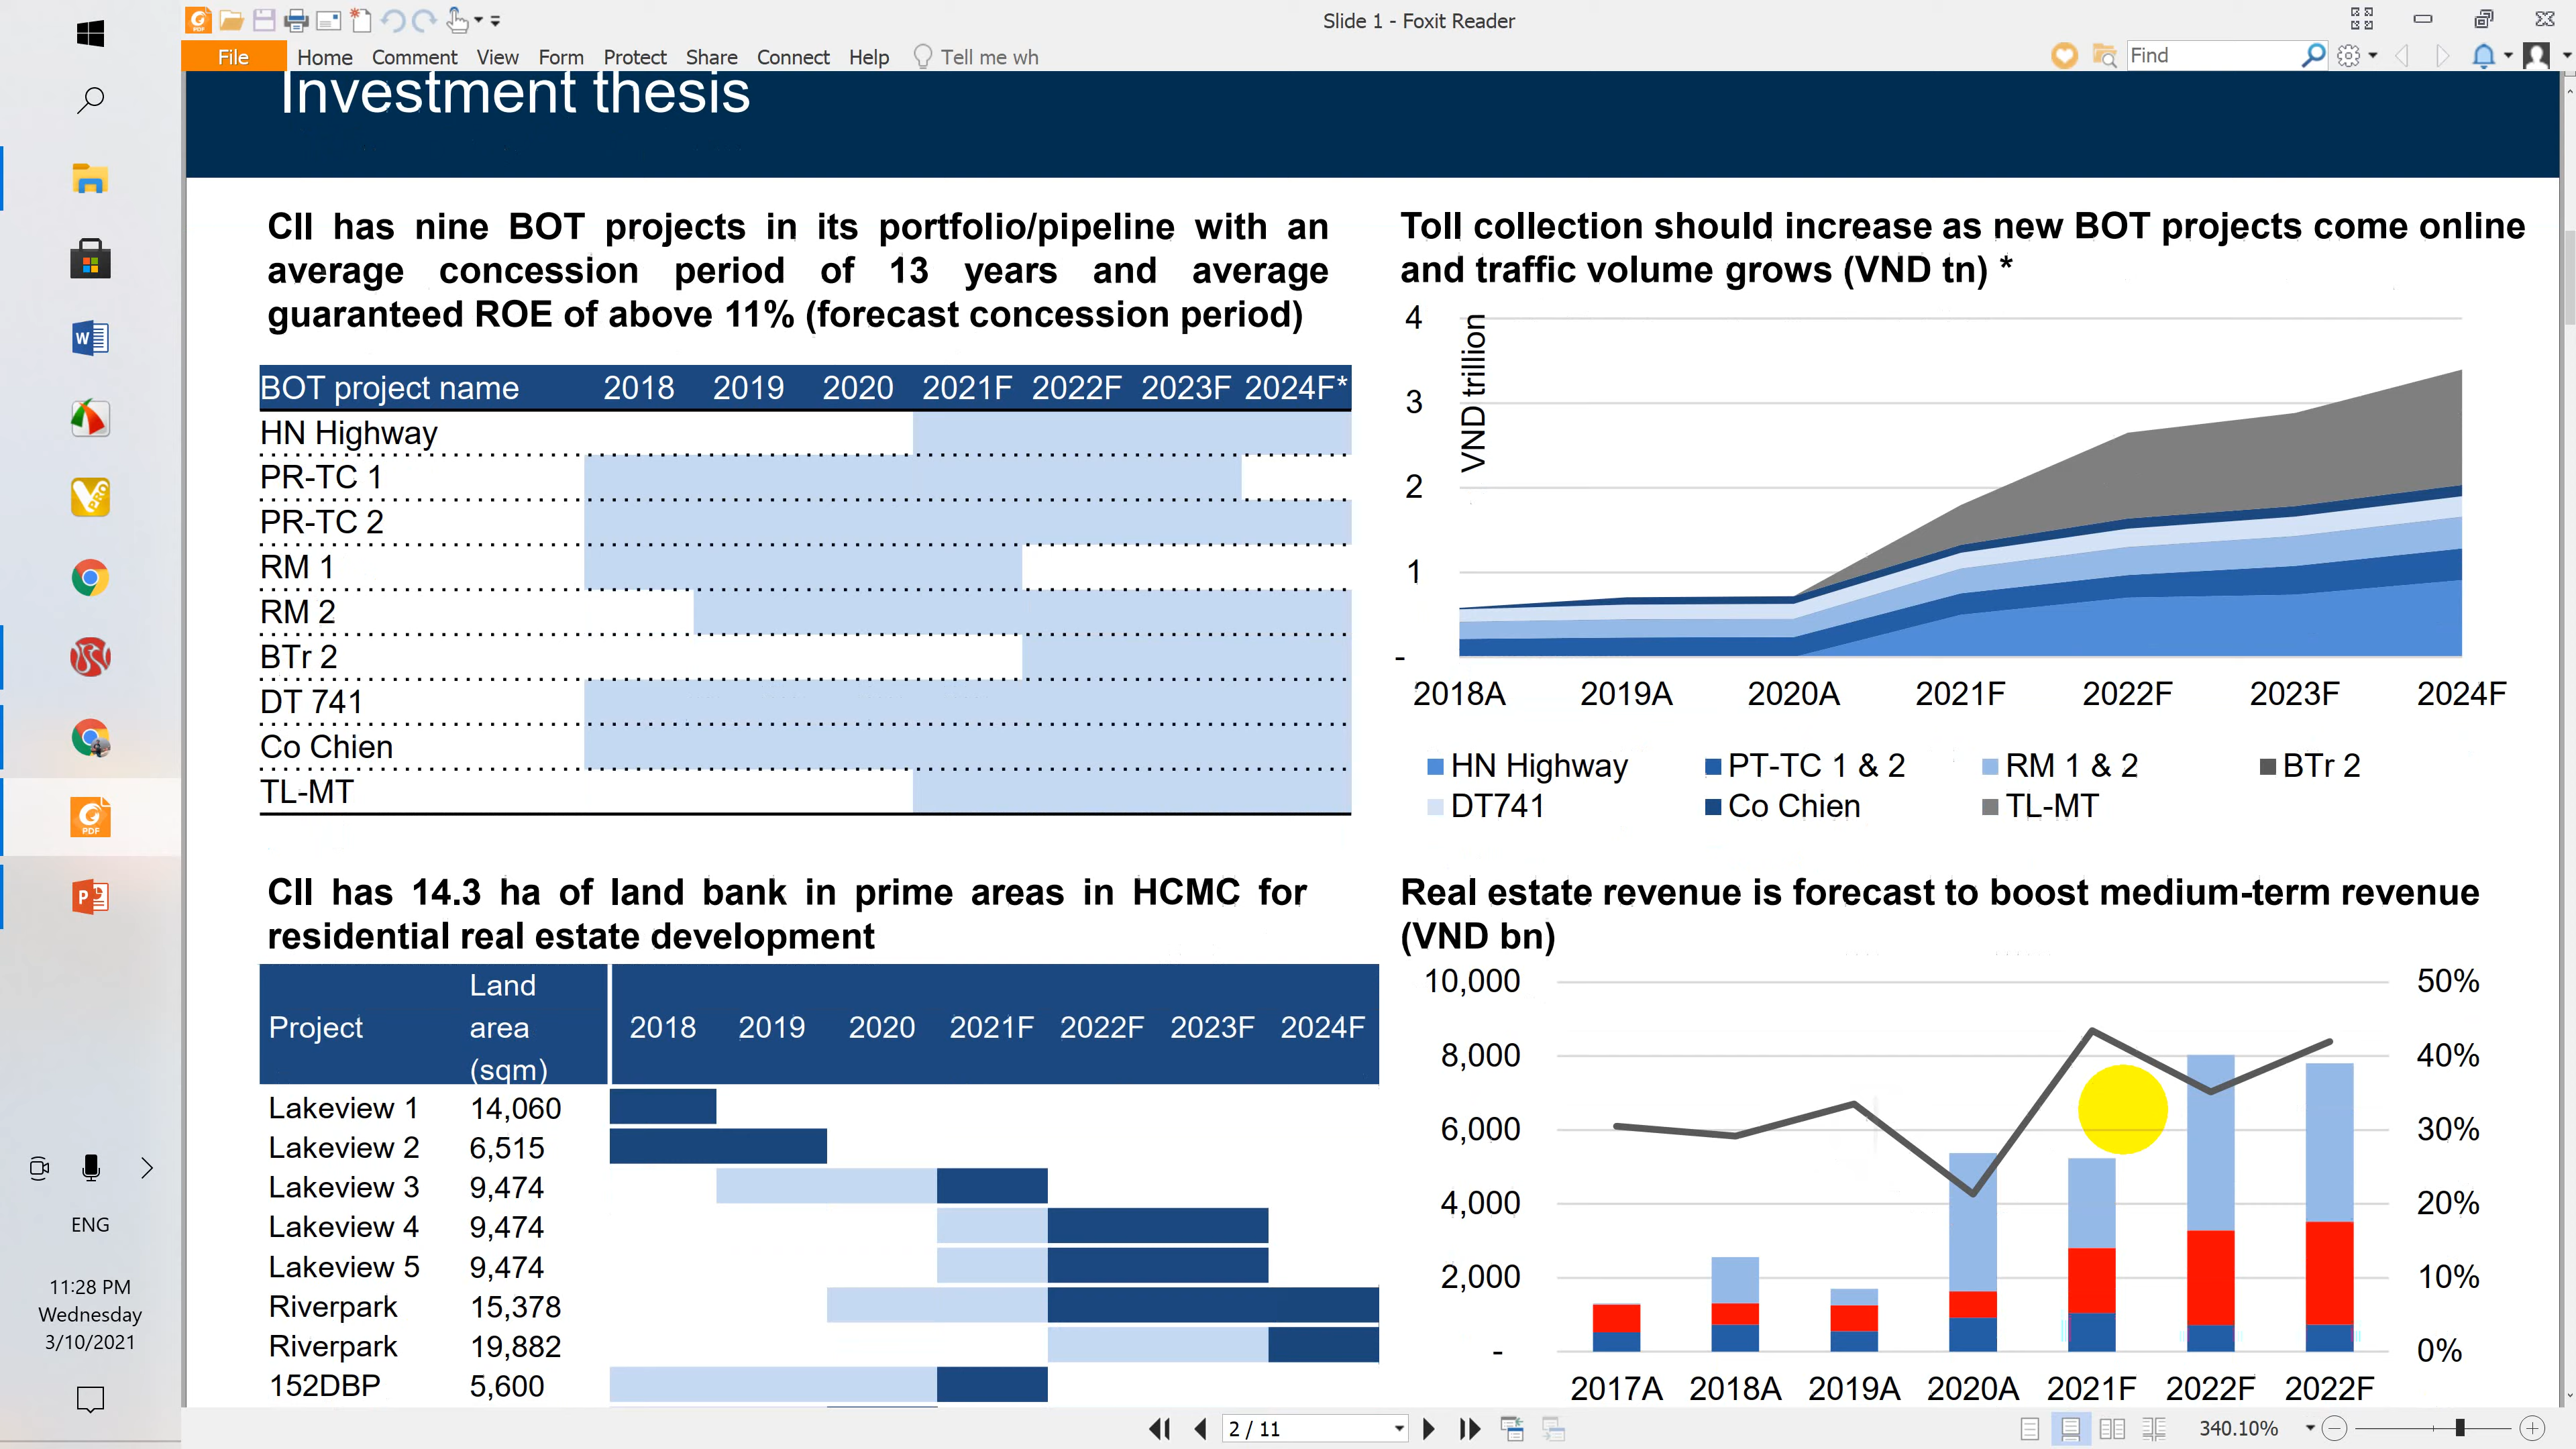 Slide 1 - Foxit Reader
File Home Comment View Form Protect Share Connect Help Tell me wh
Find
Investment thesis
CII has nine BOT projects in its portfolio/pipeline with an
average concession period of 13 years and average
guaranteed ROE of above 11% (forecast concession period)
BOT project name 2018 2019 2020 2021F 2022F 2023F 2024F*
HN Highway
PR-TC 1
PR-TC 2
RM 1
RM 2
BTr 2
DT 741
Co Chien
TL-MT
Toll collection should increase as new BOT projects come online
and traffic volume grows (VND tn) *
VND trillion
4
3
2
1
-
2018A 2019A 2020A 2021F 2022F 2023F 2024F
HN Highway PT-TC 1 & 2 RM 1 & 2 BTr 2
DT741 Co Chien TL-MT
CII has 14.3 ha of land bank in prime areas in HCMC for
residential real estate development
Project Land area (sqm) 2018 2019 2020 2021F 2022F 2023F 2024F
Lakeview 1 14,060
Lakeview 2 6,515
Lakeview 3 9,474
Lakeview 4 9,474
Lakeview 5 9,474
Riverpark 15,378
Riverpark 19,882
152DBP 5,600
Real estate revenue is forecast to boost medium-term revenue
(VND bn)
10,000 50%
8,000 40%
6,000 30%
4,000 20%
2,000 10%
- 0%
2017A 2018A 2019A 2020A 2021F 2022F 2022F
ENG
11:28 PM
Wednesday
3/10/2021
2 / 11
340.10%